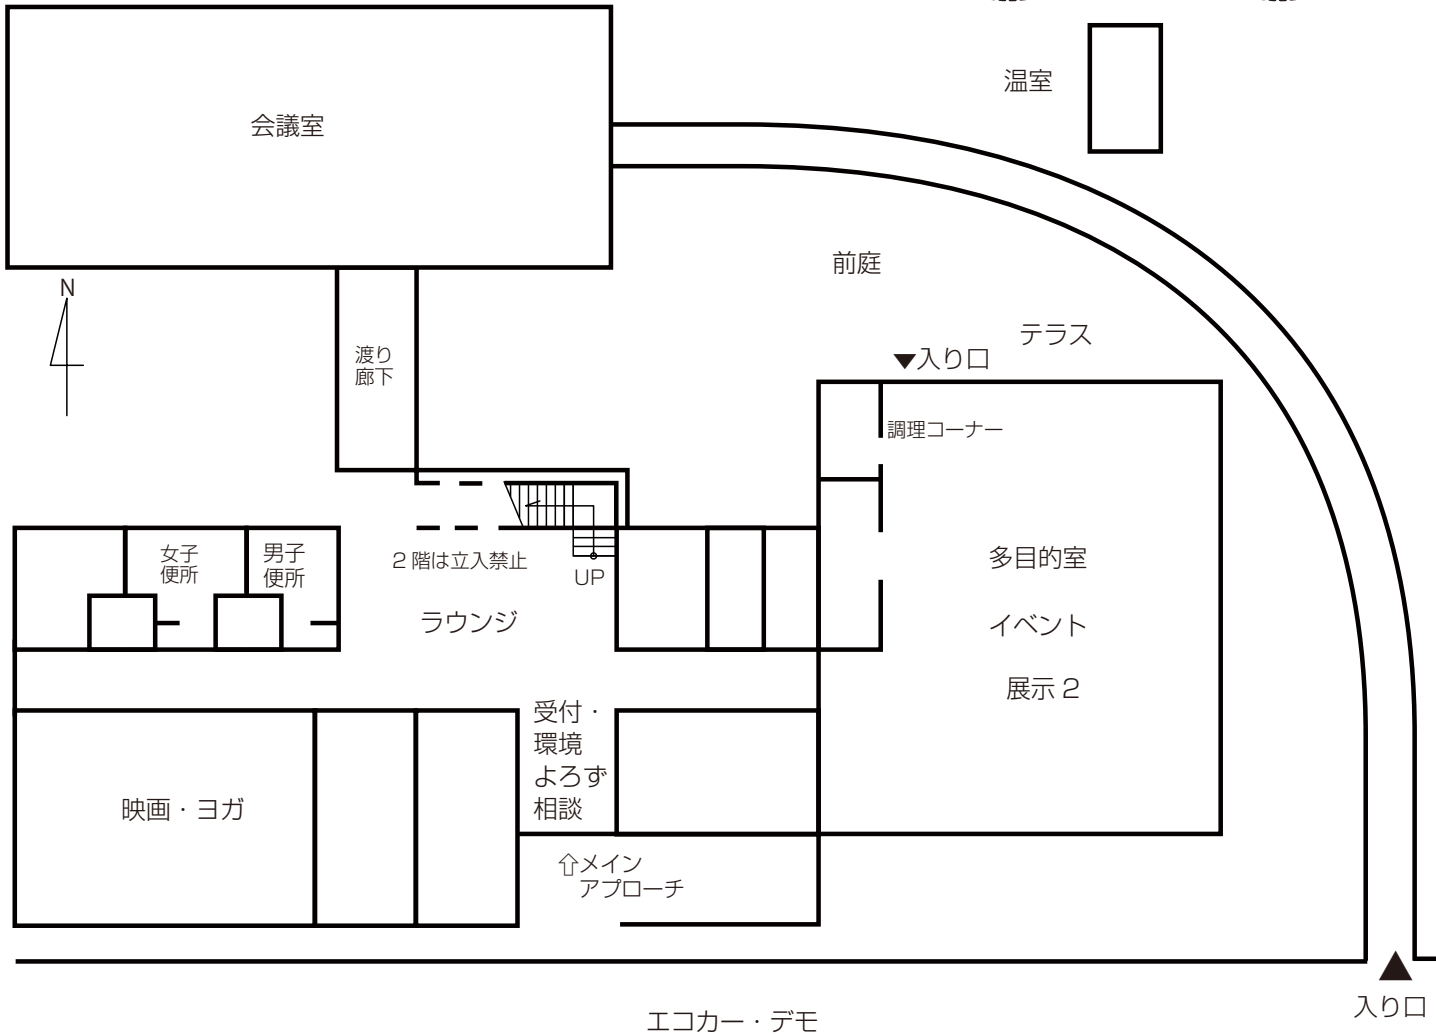 温室
会議室
前庭
N
テラス
▼入り口
渡り
廊下
調理コーナー
女子
便所
男子
便所
2階は立入禁止
UP
多目的室
ラウンジ
イベント
展示2
受付・
環境
よろず
相談
映画・ヨガ
⇧メイン
アプローチ
▲
入り口
エコカー・デモ